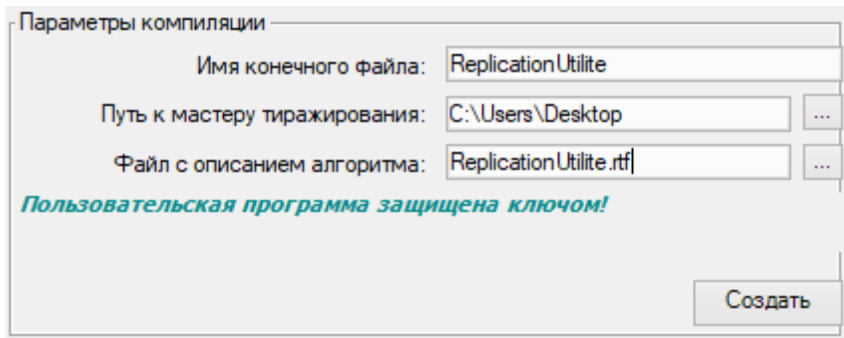 Параметры компиляции
Имя конечного файла: ReplicationUtilite
Путь к мастеру тиражирования: C:\Users\Desktop ...
Файл с описанием алгоритма: ReplicationUtilite.rtf ...
Пользовательская программа защищена ключом!
Создать